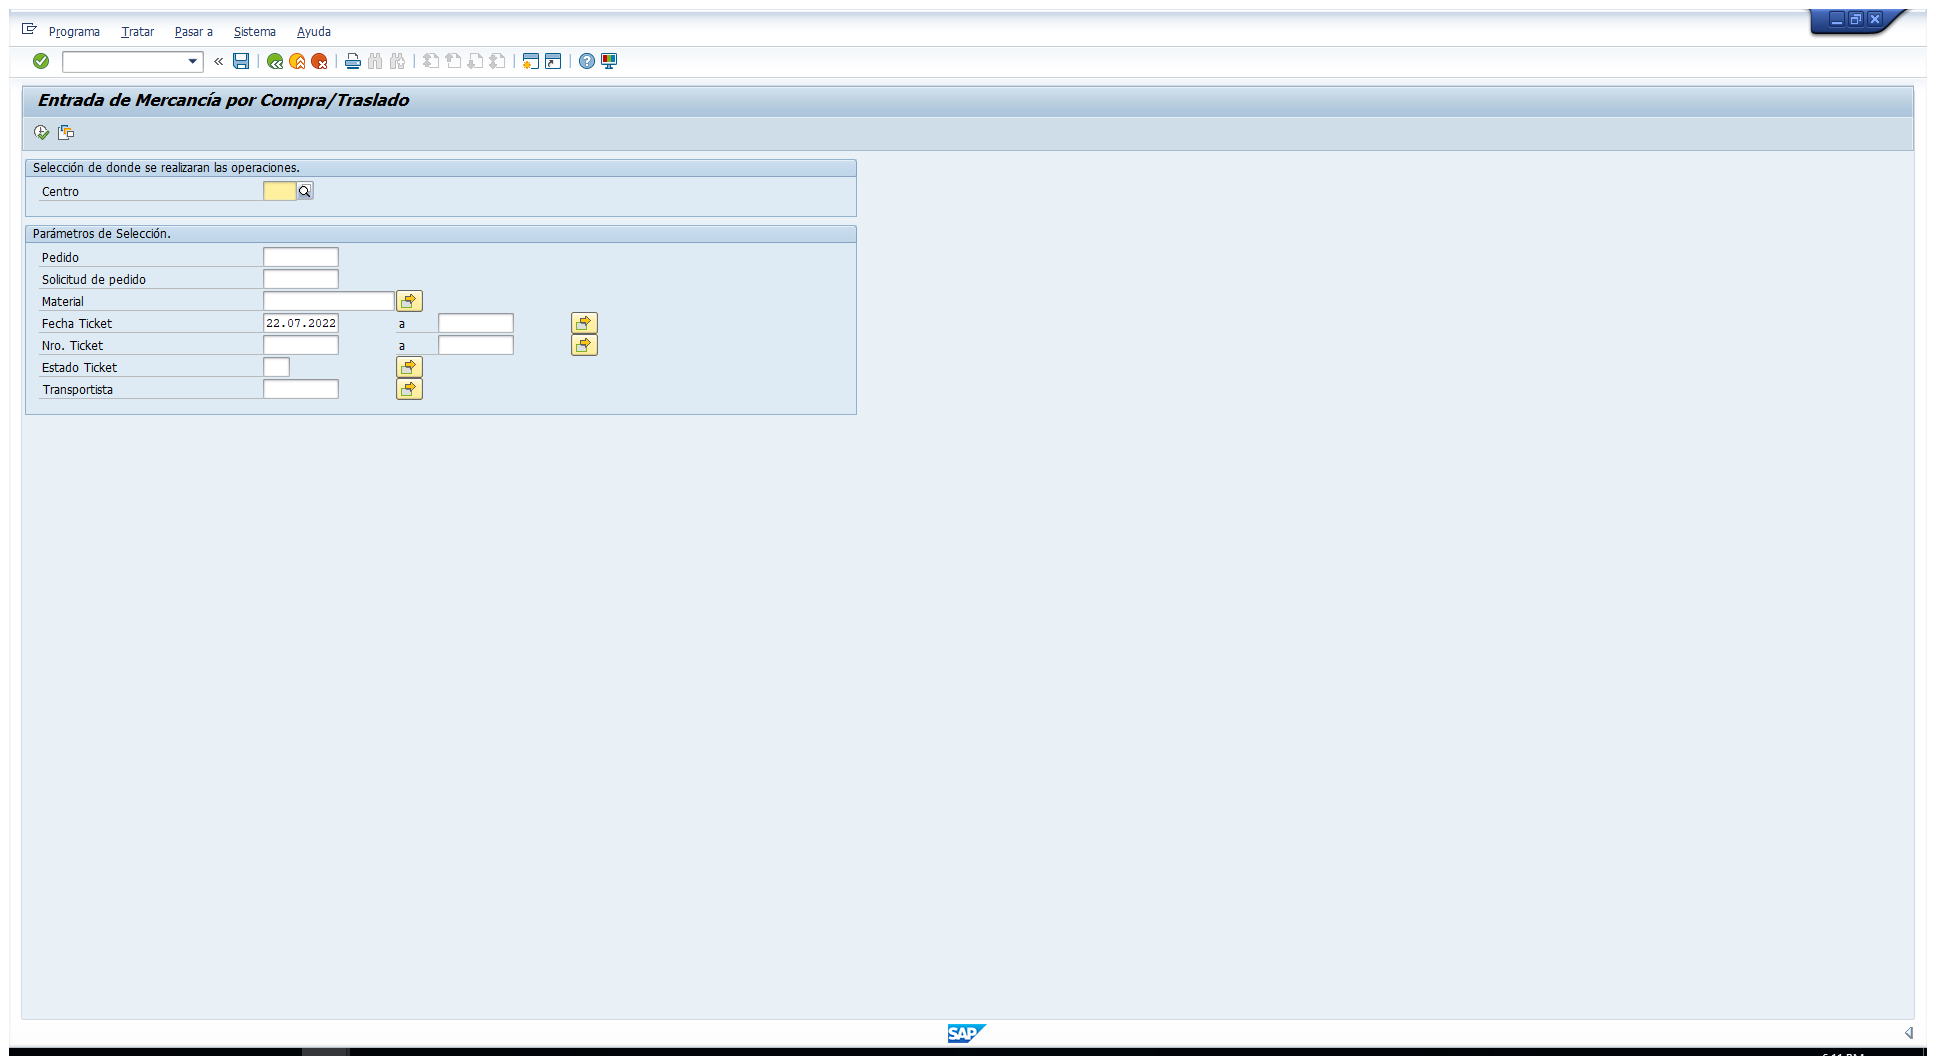 Programa Tratar Pasar a Sistema Ayuda
Entrada de Mercancía por Compra/Traslado
Selección de donde se realizaran las operaciones.
Centro
Parámetros de Selección.
Pedido
Solicitud de pedido
Material
Fecha Ticket 22.07.2022 a
Nro. Ticket a
Estado Ticket
Transportista
SAP